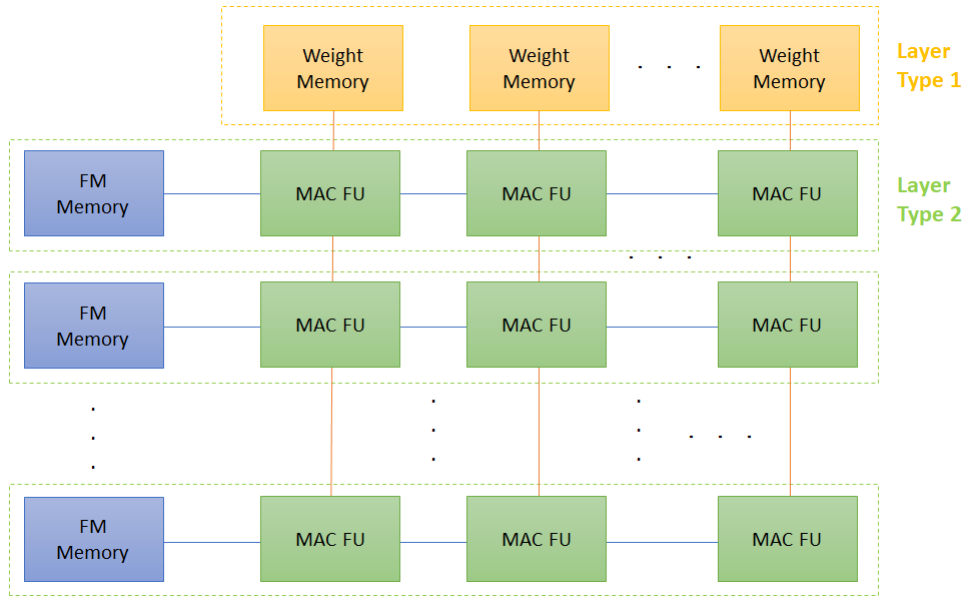 Weight
Memory
Weight
Memory
. . .
Weight
Memory
Layer
Type 1
FM
Memory
MAC FU
MAC FU
MAC FU
Layer
Type 2
. . .
FM
Memory
MAC FU
MAC FU
MAC FU
. . .
FM
Memory
MAC FU
MAC FU
MAC FU